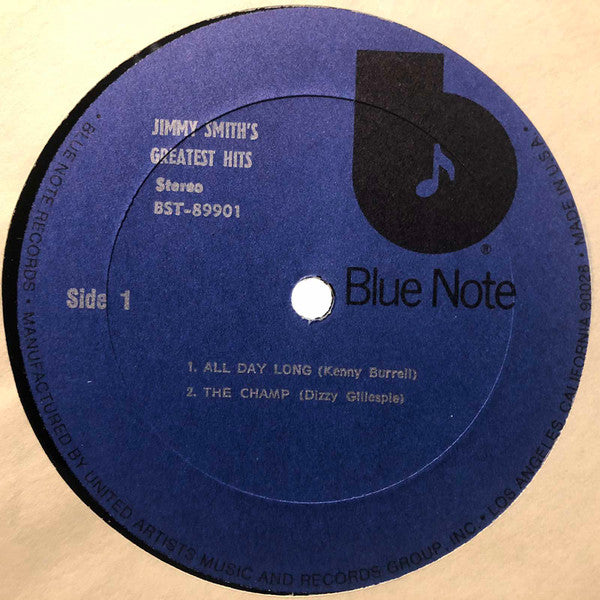 JIMMY SMITH'S
GREATEST HITS
Stereo
BST-89901
Side 1
b
®
Blue Note
1. ALL DAY LONG (Kenny Burrell)
2. THE CHAMP (Dizzy Gillespie)
• BLUE NOTE RECORDS • MANUFACTURED BY UNITED ARTISTS MUSIC AND RECORDS GROUP, INC. • LOS ANGELES, CALIFORNIA 90028 • MADE IN U.S.A.